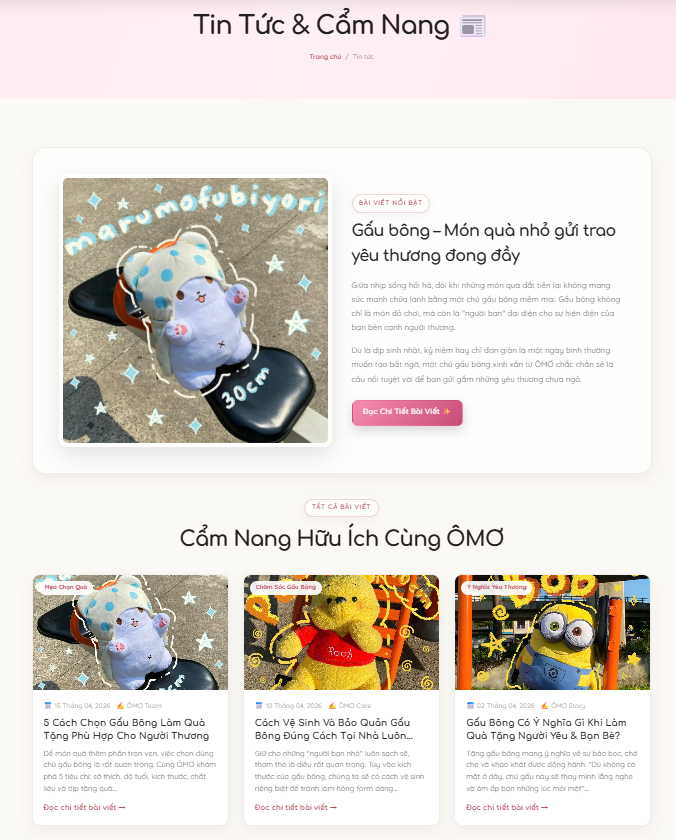 Tin Tức & Cẩm Nang
Trang chủ / Tin tức
marumofubiyori
30cm
BÀI VIẾT NỔI BẬT
Gấu bông – Món quà nhỏ gửi trao
yêu thương đong đầy
Giữa nhịp sống hối hả, đôi khi những món quà đắt tiền lại không mang
sức mạnh chữa lành bằng một chú gấu bông mềm mại. Gấu bông không
chỉ là món đồ chơi, mà còn là "người bạn" đại diện cho sự hiện diện của
bạn bên cạnh người thương.
Dù là dịp sinh nhật, kỷ niệm hay chỉ đơn giản là một ngày bình thường
muốn tạo bất ngờ, một chú gấu bông xinh xắn từ ÔMƠ chắc chắn sẽ là
cầu nối tuyệt vời để bạn gửi gắm những yêu thương chưa ngỏ.
Đọc Chi Tiết Bài Viết ✨
TẤT CẢ BÀI VIẾT
Cẩm Nang Hữu Ích Cùng ÔMƠ
Mẹo Chọn Quà
15 Tháng 04, 2026 ÔMƠ Team
5 Cách Chọn Gấu Bông Làm Quà
Tặng Phù Hợp Cho Người Thương
Để món quà thêm phần trọn vẹn, việc chọn đúng
chú gấu bông là rất quan trọng. Cùng ÔMƠ khám
phá 5 tiêu chí: sở thích, độ tuổi, kích thước, chất
liệu và dịp tặng quà...
Đọc chi tiết bài viết →
Chăm Sóc Gấu Bông
Pooh
10 Tháng 04, 2026 ÔMƠ Care
Cách Vệ Sinh Và Bảo Quản Gấu
Bông Đúng Cách Tại Nhà Luôn...
Giữ cho những "người bạn nhỏ" luôn sạch sẽ,
thơm tho là điều rất quan trọng. Tùy vào kích
thước của gấu bông, chúng ta sẽ có cách vệ sinh
riêng biệt để tránh làm hỏng form dáng...
Đọc chi tiết bài viết →
Ý Nghĩa Yêu Thương
02 Tháng 04, 2026 ÔMƠ Story
Gấu Bông Có Ý Nghĩa Gì Khi Làm
Quà Tặng Người Yêu & Bạn Bè?
Tặng gấu bông mang ý nghĩa về sự bảo bọc, chở
che và khao khát được đồng hành. "Dù không có
mặt ở đây, chú gấu này sẽ thay mình lắng nghe
và ôm ấp bạn những lúc mỏi mệt"...
Đọc chi tiết bài viết →